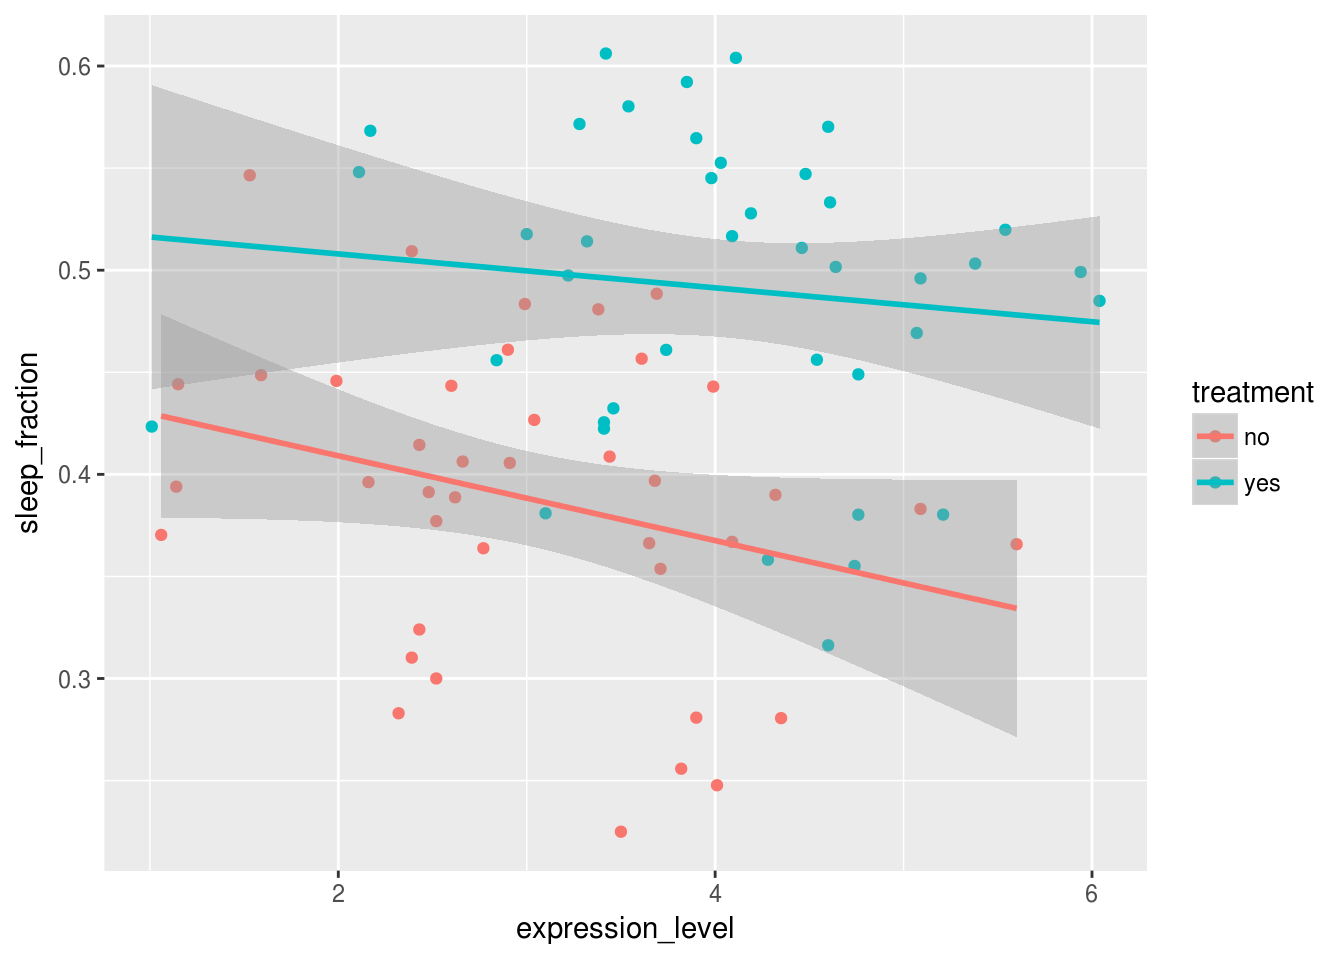 sleep_fraction
0.6
0.5
0.4
0.3
2
4
6
expression_level
treatment
no
yes